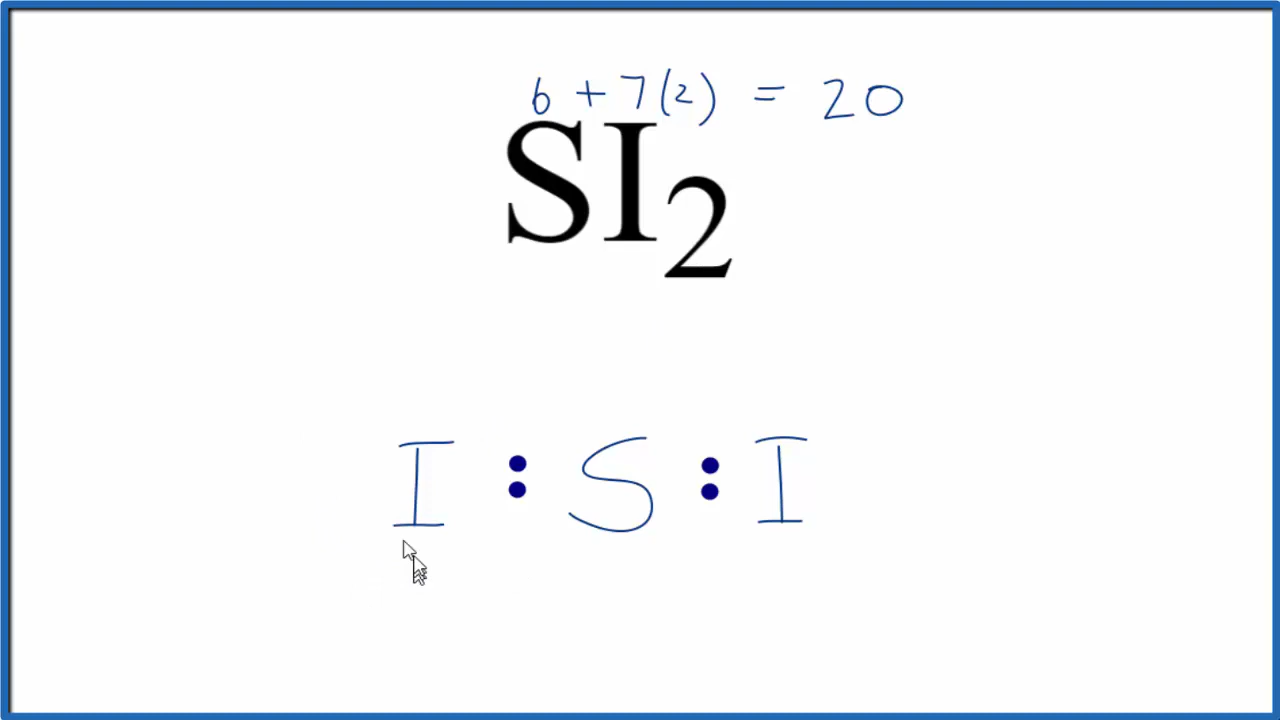 6 + 7(2) = 20
SI₂
I : S : I